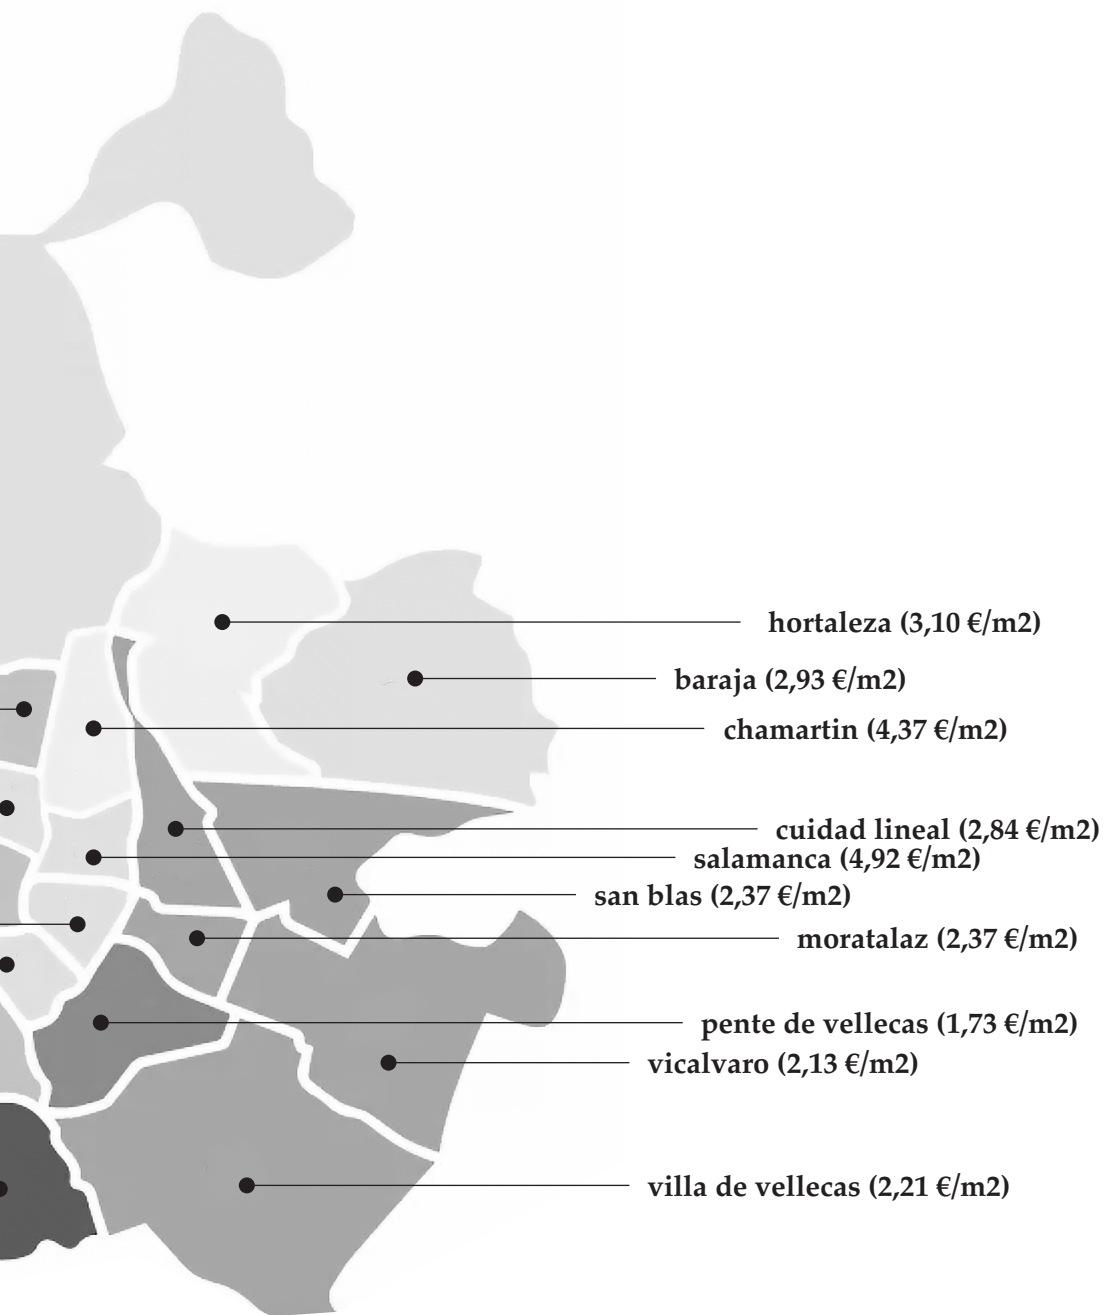 hortaleza (3,10 €/m2)
baraja (2,93 €/m2)
chamartin (4,37 €/m2)
cuidad lineal (2,84 €/m2)
salamanca (4,92 €/m2)
san blas (2,37 €/m2)
moratalaz (2,37 €/m2)
pente de vellecas (1,73 €/m2)
vicalvaro (2,13 €/m2)
villa de vellecas (2,21 €/m2)